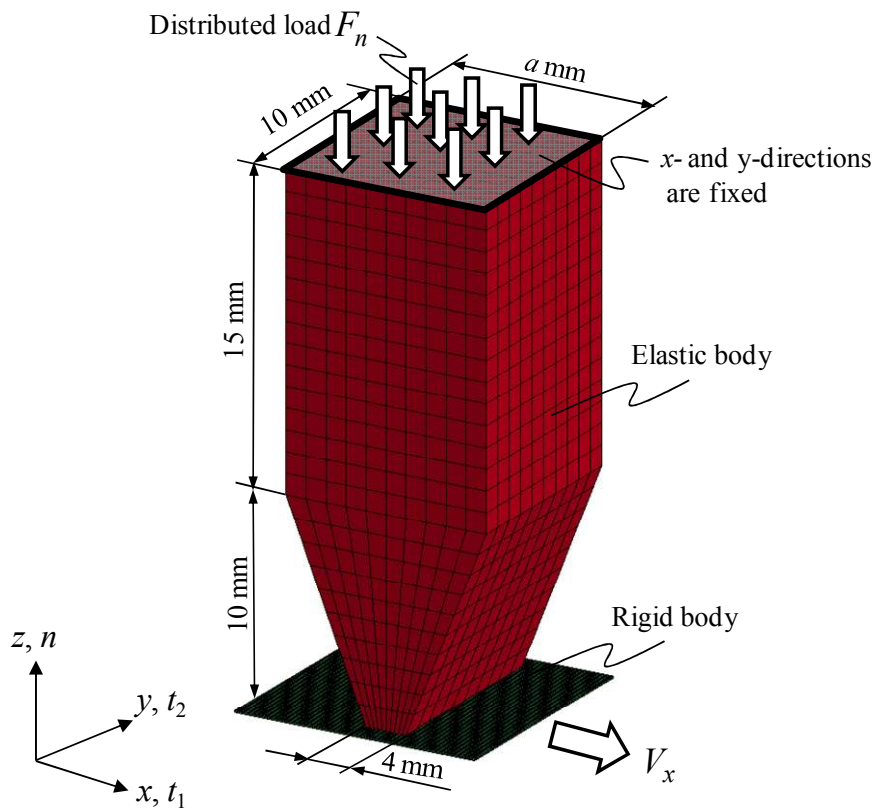 Distributed load Fₙ
a mm
10 mm
x- and y-directions
are fixed
15 mm
Elastic body
10 mm
Rigid body
z, n
y, t₂
x, t₁
4 mm
Vₓ